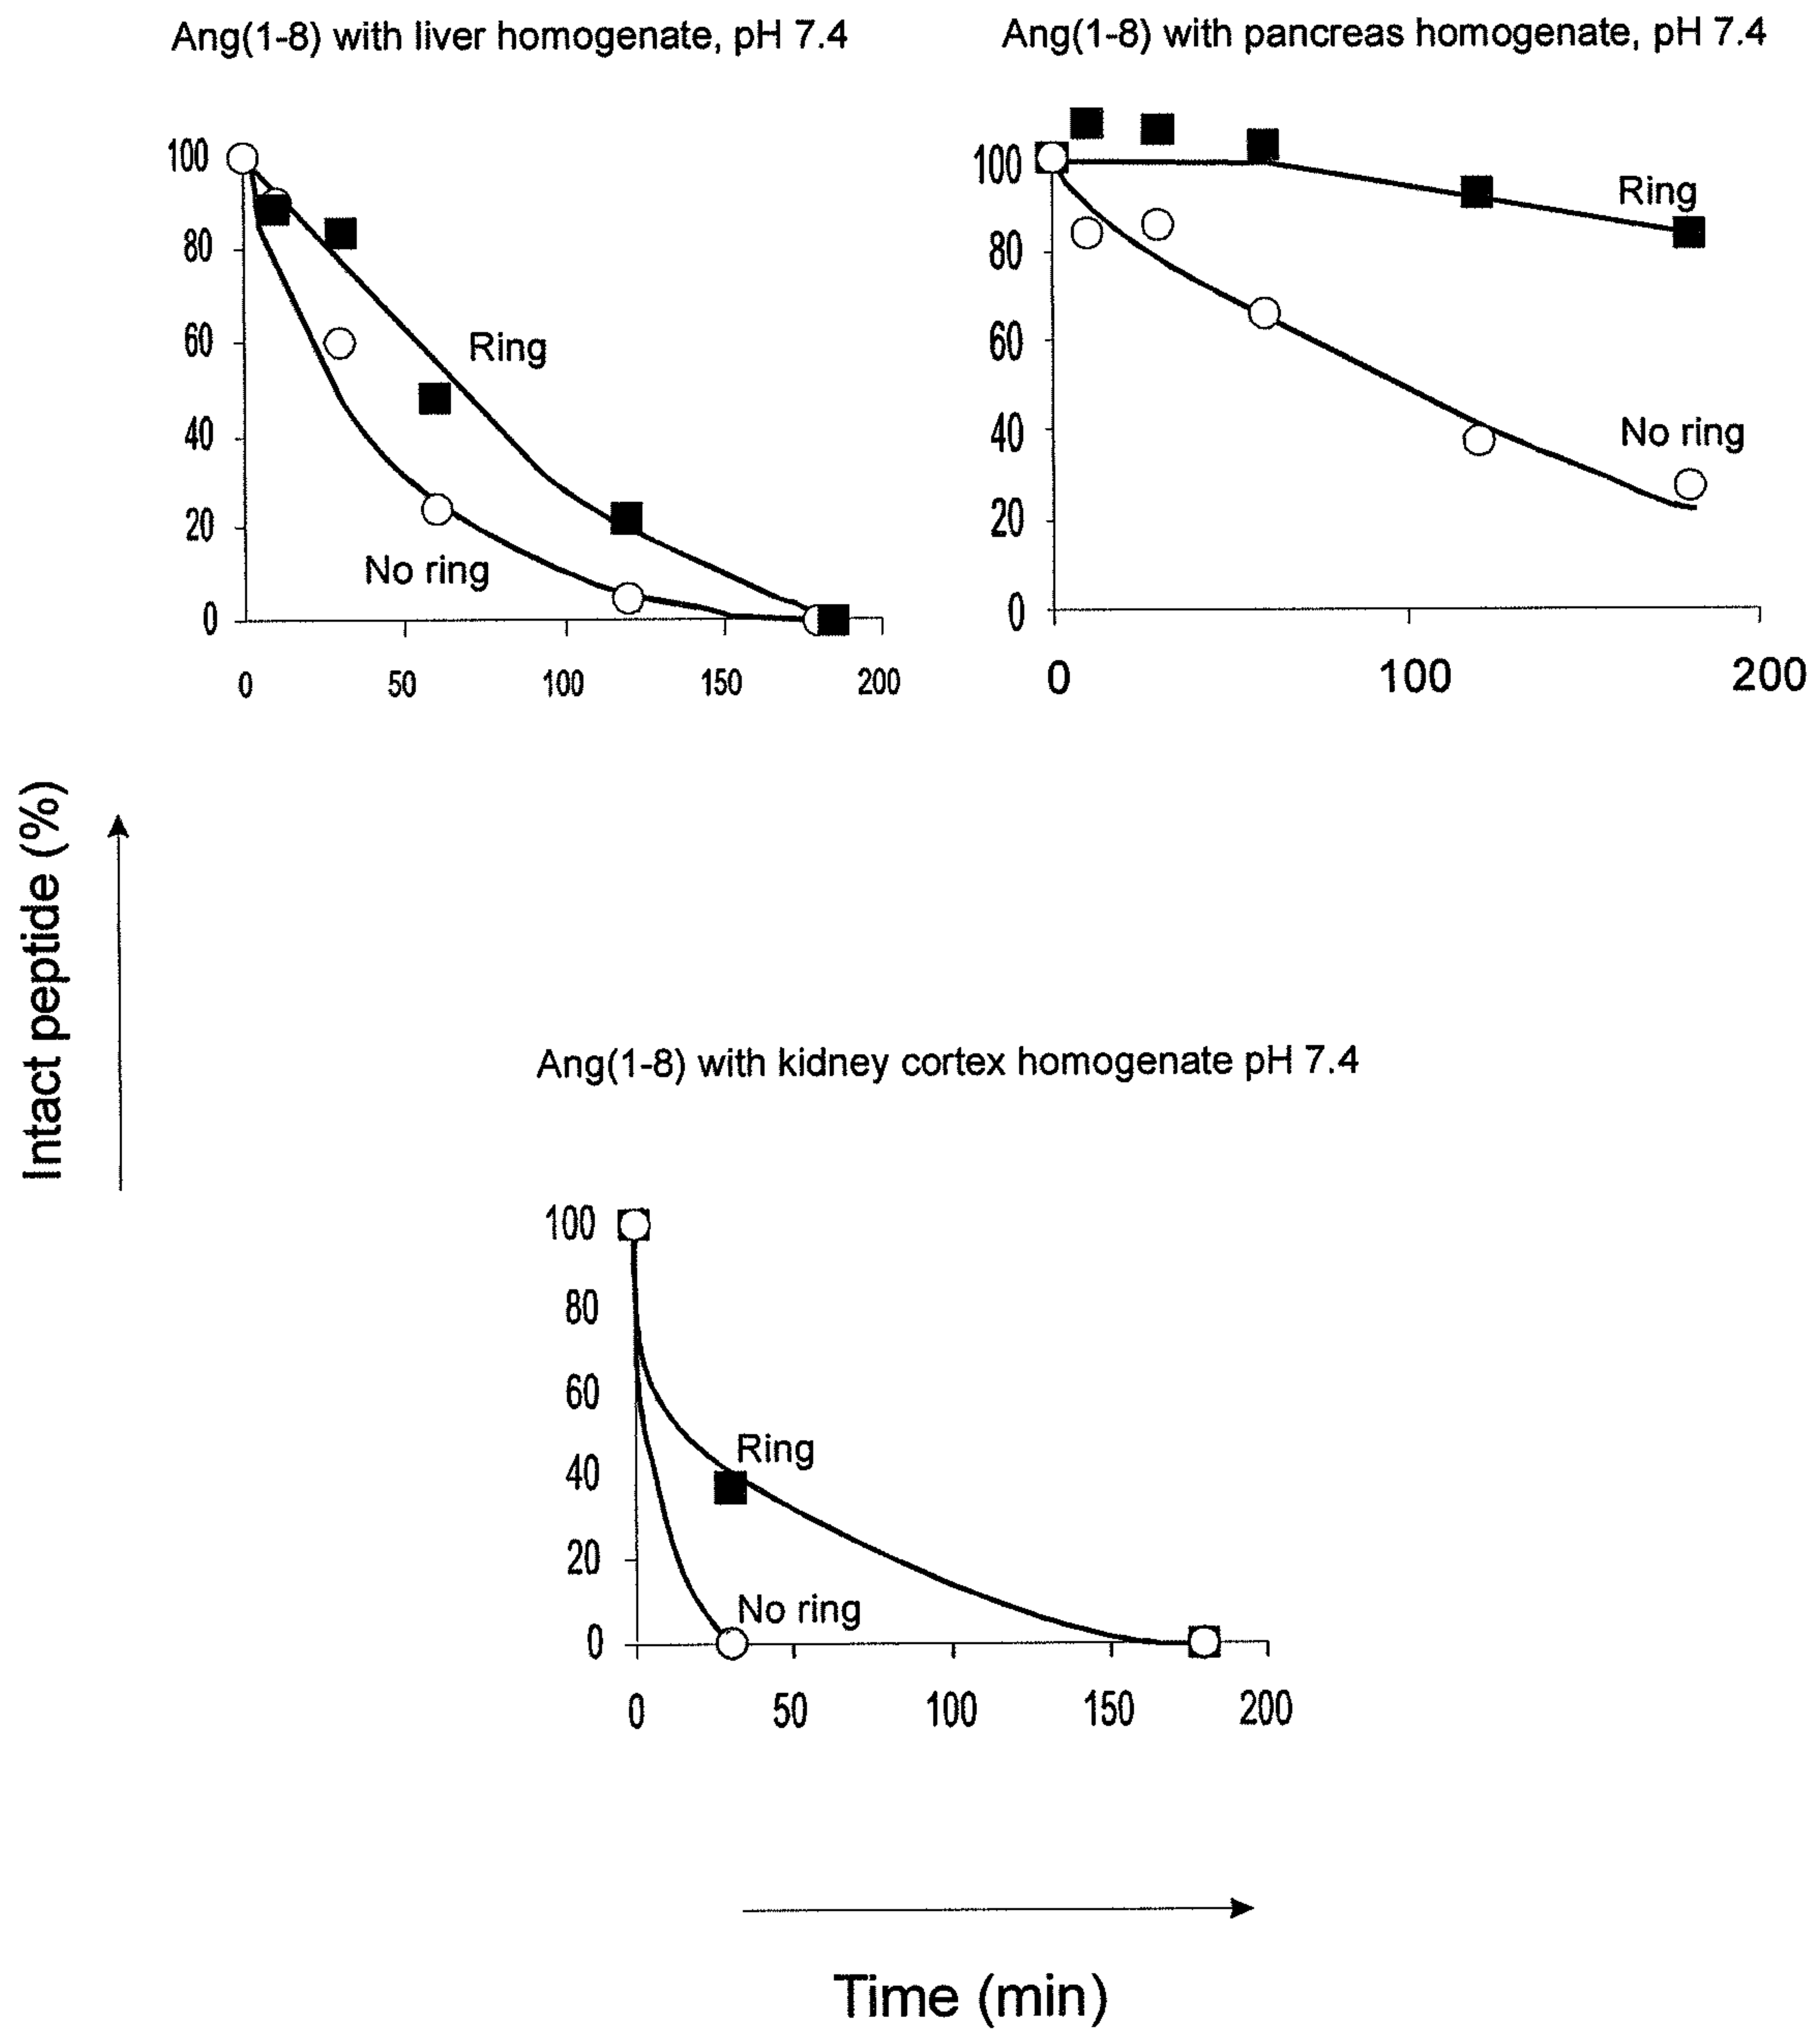 Ang(1-8) with liver homogenate, pH 7.4
100
80
60
40
20
0
Ring
No ring
0 50 100 150 200
Ang(1-8) with pancreas homogenate, pH 7.4
100
80
60
40
20
0
Ring
No ring
0 100 200
Intact peptide (%)
Ang(1-8) with kidney cortex homogenate pH 7.4
100
80
60
40
20
0
Ring
No ring
0 50 100 150 200
Time (min)